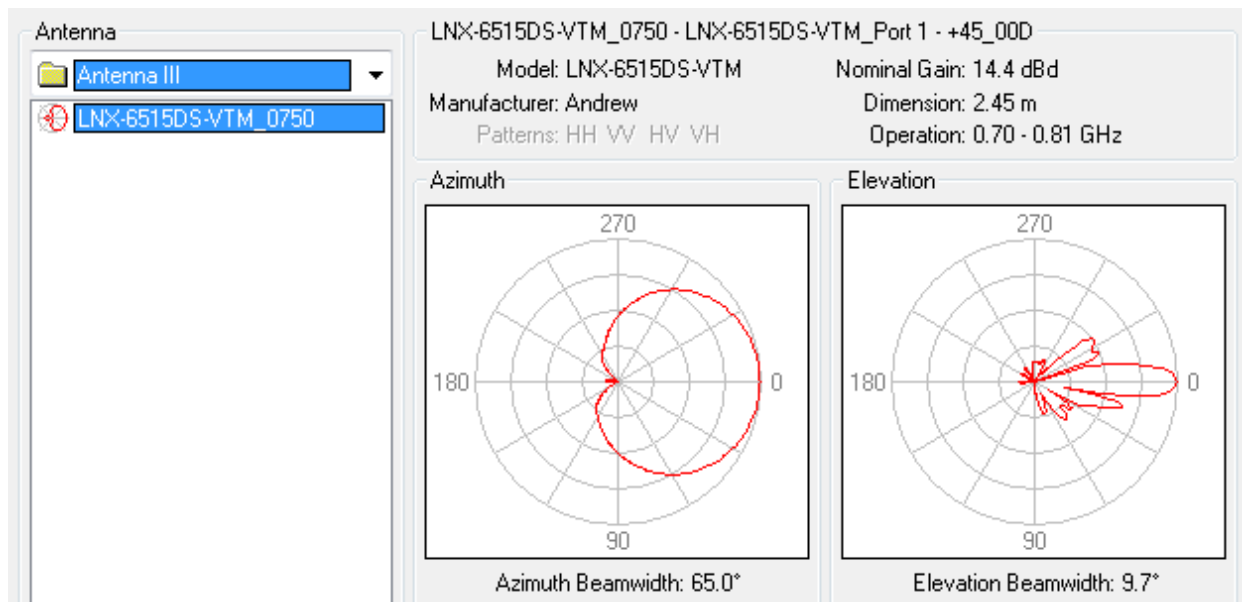 Antenna
Antenna III
LNX-6515DS-VTM_0750
LNX-6515DS-VTM_0750 - LNX-6515DS-VTM_Port 1 - +45_00D
Model: LNX-6515DS-VTM
Nominal Gain: 14.4 dBd
Manufacturer: Andrew
Dimension: 2.45 m
Patterns: HH VV HV VH
Operation: 0.70 - 0.81 GHz
Azimuth
270
180
0
90
Azimuth Beamwidth: 65.0°
Elevation
270
180
0
90
Elevation Beamwidth: 9.7°